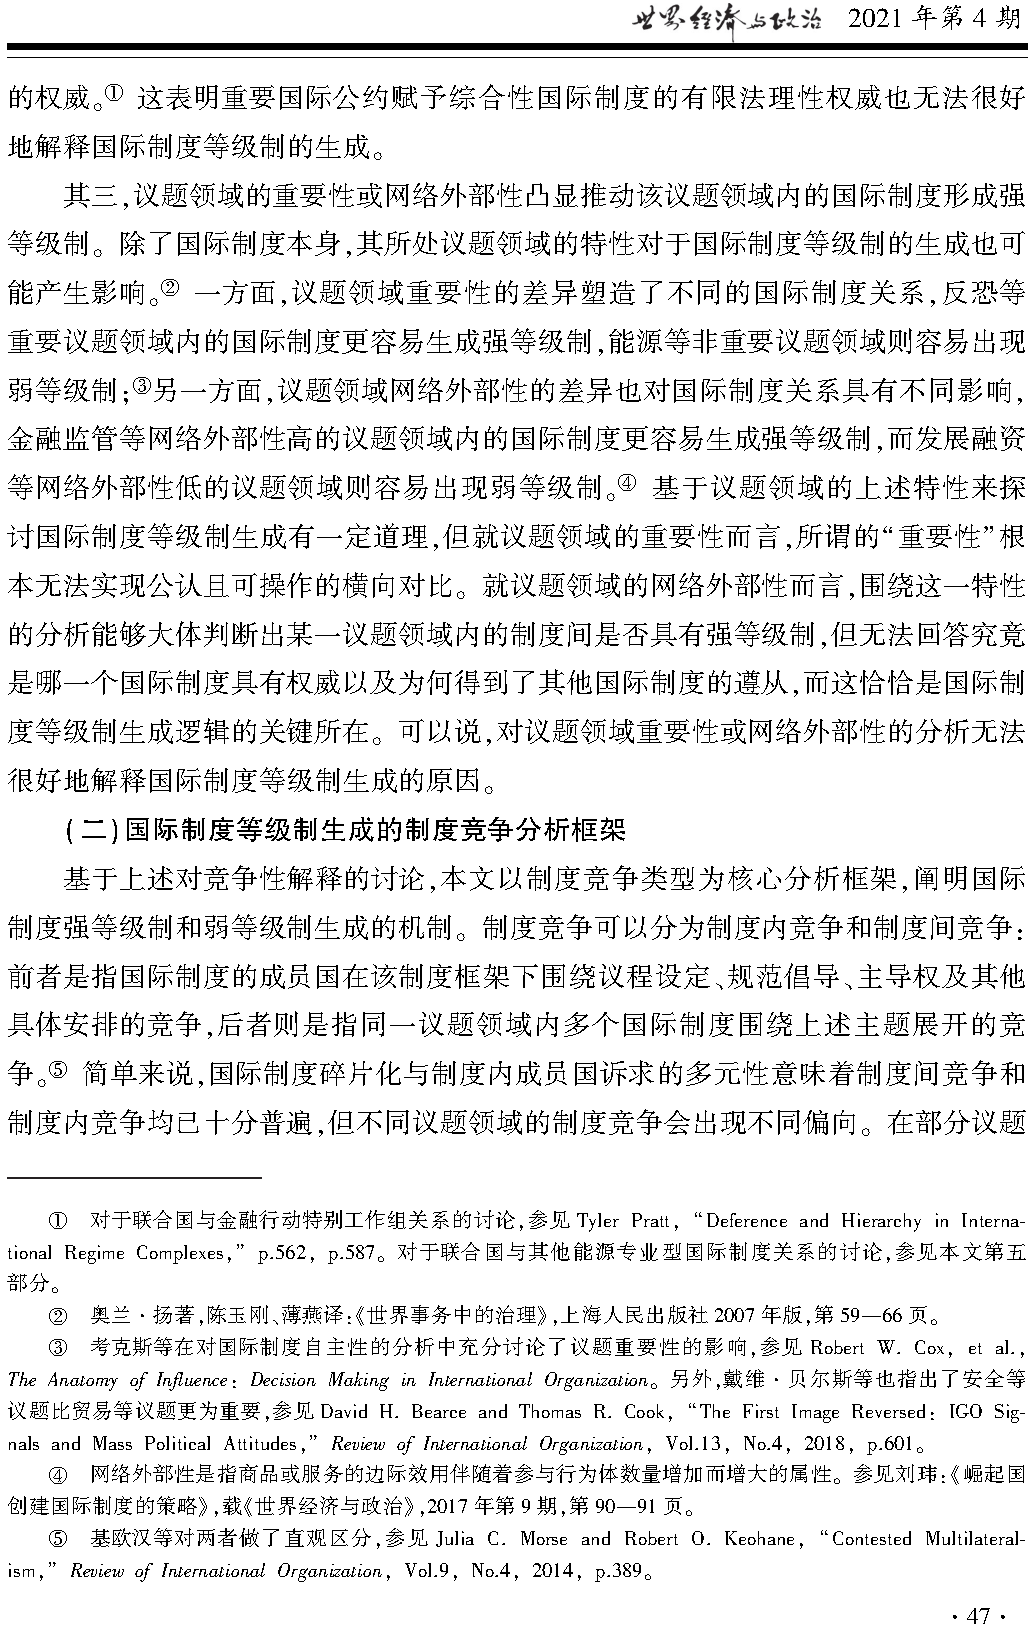 世界经济与政治 2021 年第 4 期
的权威。① 这表明重要国际公约赋予综合性国际制度的有限法理性权威也无法很好
地解释国际制度等级制的生成。
其三,议题领域的重要性或网络外部性凸显推动该议题领域内的国际制度形成强
等级制。除了国际制度本身,其所处议题领域的特性对于国际制度等级制的生成也可
能产生影响。② 一方面,议题领域重要性的差异塑造了不同的国际制度关系,反恐等
重要议题领域内的国际制度更容易生成强等级制,能源等非重要议题领域则容易出现
弱等级制;③另一方面,议题领域网络外部性的差异也对国际制度关系具有不同影响,
金融监管等网络外部性高的议题领域内的国际制度更容易生成强等级制,而发展融资
等网络外部性低的议题领域则容易出现弱等级制。④ 基于议题领域的上述特性来探
讨国际制度等级制生成有一定道理,但就议题领域的重要性而言,所谓的“重要性”根
本无法实现公认且可操作的横向对比。就议题领域的网络外部性而言,围绕这一特性
的分析能够大体判断出某一议题领域内的制度间是否具有强等级制,但无法回答究竟
是哪一个国际制度具有权威以及为何得到了其他国际制度的遵从,而这恰恰是国际制
度等级制生成逻辑的关键所在。可以说,对议题领域重要性或网络外部性的分析无法
很好地解释国际制度等级制生成的原因。
(二)国际制度等级制生成的制度竞争分析框架
基于上述对竞争性解释的讨论,本文以制度竞争类型为核心分析框架,阐明国际
制度强等级制和弱等级制生成的机制。制度竞争可以分为制度内竞争和制度间竞争:
前者是指国际制度的成员国在该制度框架下围绕议程设定、规范倡导、主导权及其他
具体安排的竞争,后者则是指同一议题领域内多个国际制度围绕上述主题展开的竞
争。⑤ 简单来说,国际制度碎片化与制度内成员国诉求的多元性意味着制度间竞争和
制度内竞争均已十分普遍,但不同议题领域的制度竞争会出现不同偏向。在部分议题
① 对于联合国与金融行动特别工作组关系的讨论,参见 Tyler Pratt, “Deference and Hierarchy in Interna-
tional Regime Complexes,” p.562, p.587。对于联合国与其他能源专业型国际制度关系的讨论,参见本文第五
部分。
② 奥兰·扬著,陈玉刚、薄燕译:《世界事务中的治理》,上海人民出版社 2007 年版,第 59—66 页。
③ 考克斯等在对国际制度自主性的分析中充分讨论了议题重要性的影响,参见 Robert W. Cox, et al.,
The Anatomy of Influence: Decision Making in International Organization。另外,戴维·贝尔斯等也指出了安全等
议题比贸易等议题更为重要,参见 David H. Bearce and Thomas R. Cook, “The First Image Reversed: IGO Sig-
nals and Mass Political Attitudes,” Review of International Organization, Vol.13, No.4, 2018, p.601。
④ 网络外部性是指商品或服务的边际效用伴随着参与行为体数量增加而增大的属性。参见刘玮:《崛起国
创建国际制度的策略》,载《世界经济与政治》,2017 年第 9 期,第 90—91 页。
⑤ 基欧汉等对两者做了直观区分,参见 Julia C. Morse and Robert O. Keohane, “Contested Multilateral-
ism,” Review of International Organization, Vol.9, No.4, 2014, p.389。
· 47 ·